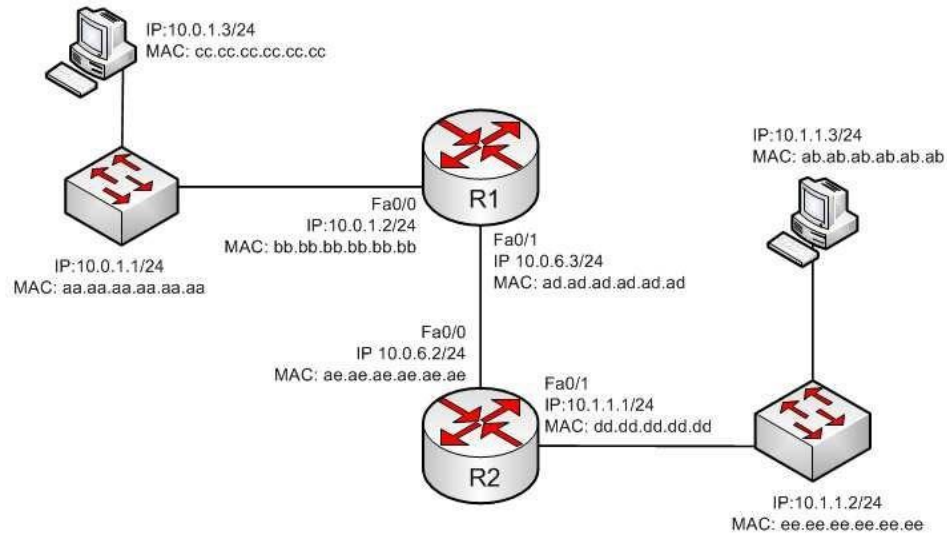 IP:10.0.1.3/24
MAC: cc.cc.cc.cc.cc.cc
IP:10.1.1.3/24
MAC: ab.ab.ab.ab.ab.ab
R1
Fa0/0
IP:10.0.1.2/24
MAC: bb.bb.bb.bb.bb.bb
Fa0/1
IP 10.0.6.3/24
MAC: ad.ad.ad.ad.ad.ad
IP:10.0.1.1/24
MAC: aa.aa.aa.aa.aa.aa
Fa0/0
IP 10.0.6.2/24
MAC: ae.ae.ae.ae.ae.ae
Fa0/1
IP:10.1.1.1/24
MAC: dd.dd.dd.dd.dd
R2
IP:10.1.1.2/24
MAC: ee.ee.ee.ee.ee.ee